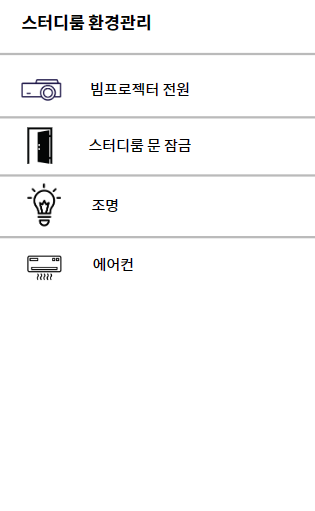 스터디룸 환경관리
빔프로젝터 전원
스터디룸 문 잠금
조명
에어컨